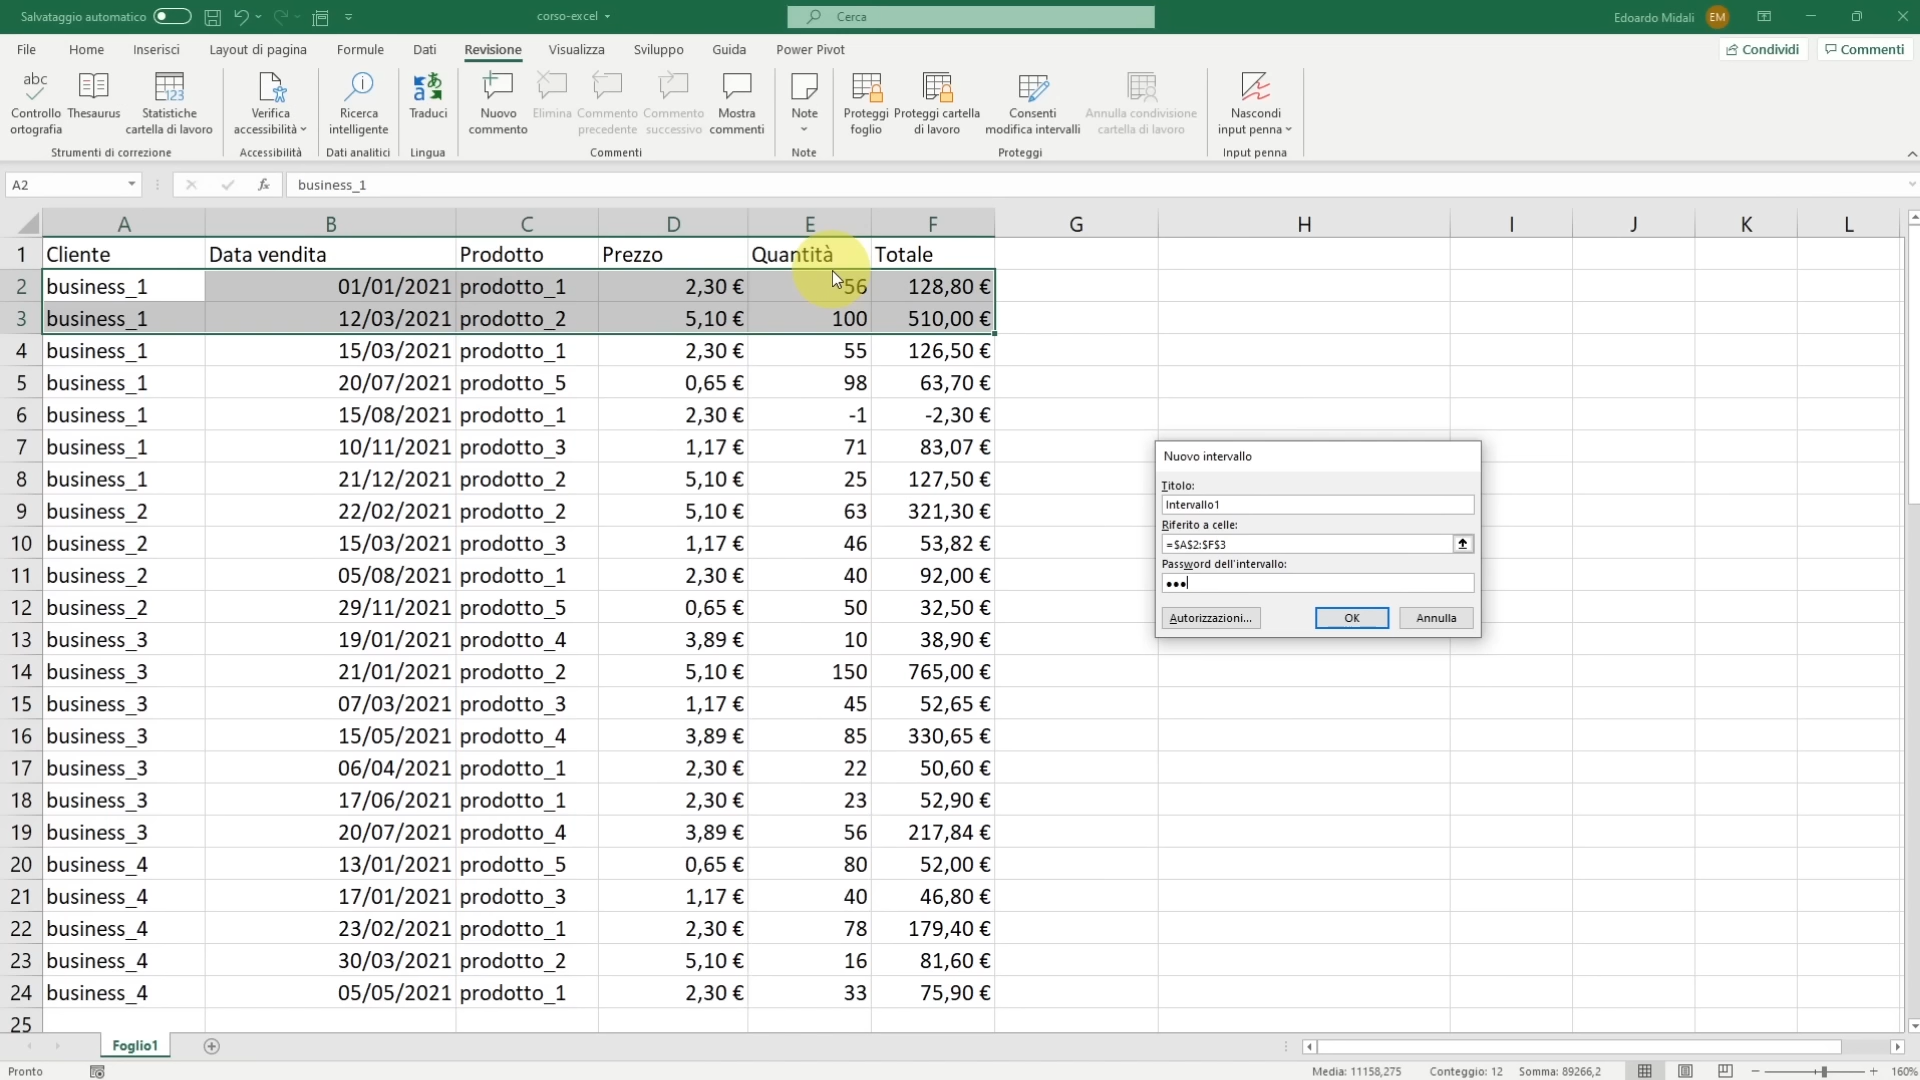 Salvataggio automatico
corso-excel
Cerca
Edoardo Midali
EM
File Home Inserisci Layout di pagina Formule Dati Revisione Visualizza Sviluppo Guida Power Pivot
Condividi Commenti
Controllo ortografia
Thesaurus
Statistiche cartella di lavoro
Verifica accessibilità
Ricerca intelligente
Traduci
Nuovo commento
Elimina
Commento precedente
Commento successivo
Mostra commenti
Note
Proteggi foglio
Proteggi cartella di lavoro
Consenti modifica intervalli
Annulla condivisione cartella di lavoro
Nascondi input penna
Strumenti di correzione Accessibilità Dati analitici Lingua Commenti Note Proteggi Input penna
A2 fx business_1
A B C D E F G H I J K L
1 Cliente Data vendita Prodotto Prezzo Quantità Totale
2 business_1 01/01/2021 prodotto_1 2,30 € 56 128,80 €
3 business_1 12/03/2021 prodotto_2 5,10 € 100 510,00 €
4 business_1 15/03/2021 prodotto_1 2,30 € 55 126,50 €
5 business_1 20/07/2021 prodotto_5 0,65 € 98 63,70 €
6 business_1 15/08/2021 prodotto_1 2,30 € -1 -2,30 €
7 business_1 10/11/2021 prodotto_3 1,17 € 71 83,07 €
8 business_1 21/12/2021 prodotto_2 5,10 € 25 127,50 €
9 business_2 22/02/2021 prodotto_2 5,10 € 63 321,30 €
10 business_2 15/03/2021 prodotto_3 1,17 € 46 53,82 €
11 business_2 05/08/2021 prodotto_1 2,30 € 40 92,00 €
12 business_2 29/11/2021 prodotto_5 0,65 € 50 32,50 €
13 business_3 19/01/2021 prodotto_4 3,89 € 10 38,90 €
14 business_3 21/01/2021 prodotto_2 5,10 € 150 765,00 €
15 business_3 07/03/2021 prodotto_3 1,17 € 45 52,65 €
16 business_3 15/05/2021 prodotto_4 3,89 € 85 330,65 €
17 business_3 06/04/2021 prodotto_1 2,30 € 22 50,60 €
18 business_3 17/06/2021 prodotto_1 2,30 € 23 52,90 €
19 business_3 20/07/2021 prodotto_4 3,89 € 56 217,84 €
20 business_4 13/01/2021 prodotto_5 0,65 € 80 52,00 €
21 business_4 17/01/2021 prodotto_3 1,17 € 40 46,80 €
22 business_4 23/02/2021 prodotto_1 2,30 € 78 179,40 €
23 business_4 30/03/2021 prodotto_2 5,10 € 16 81,60 €
24 business_4 05/05/2021 prodotto_1 2,30 € 33 75,90 €
25
Nuovo intervallo
Titolo:
Intervallo1
Riferito a celle:
=$A$2:$F$3
Password dell'intervallo:
•••
Autorizzazioni... OK Annulla
Foglio1
Pronto
Media: 11158,275 Conteggio: 12 Somma: 89266,2
160%